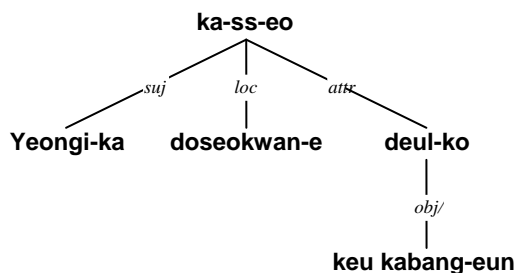 ka-ss-eo
suj loc attr
Yeongi-ka doseokwan-e deul-ko
obj/
keu kabang-eun